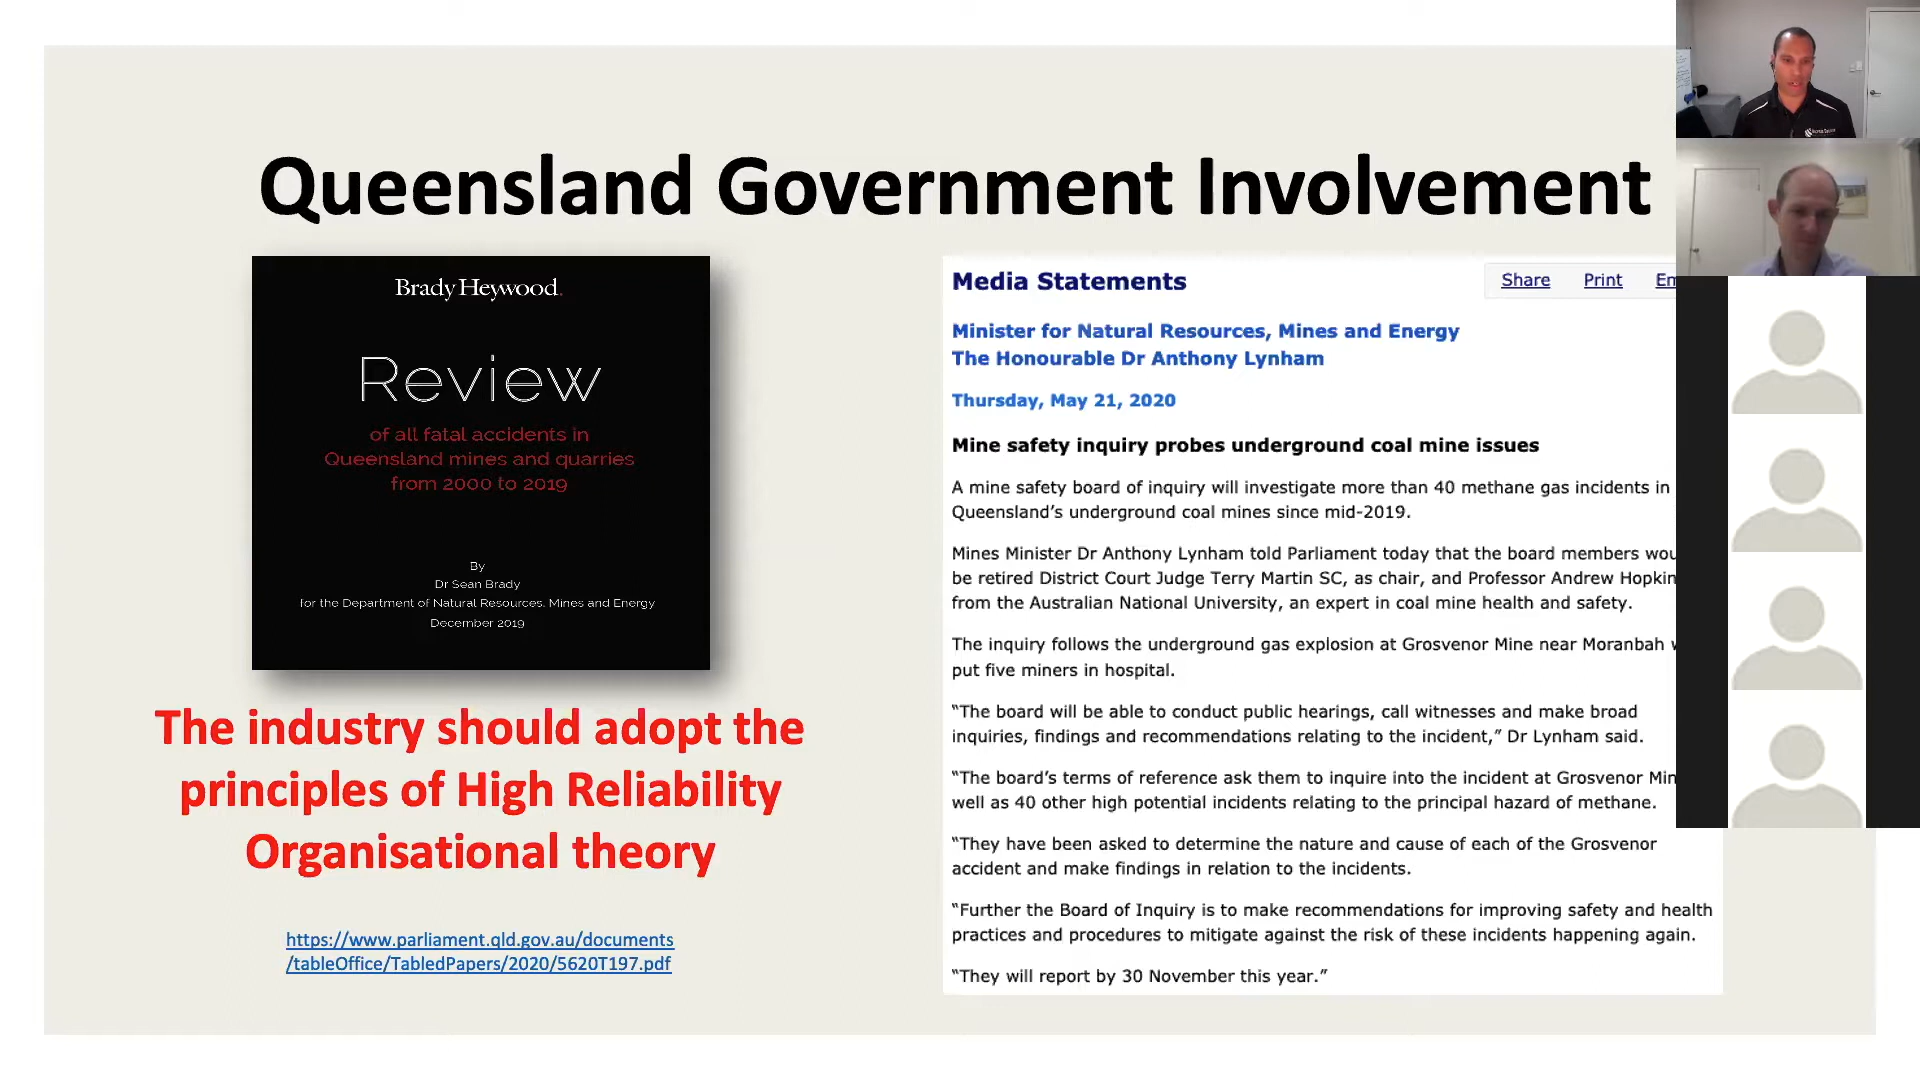 Queensland Government Involvement
Brady Heywood.
Review
of all fatal accidents in
Queensland mines and quarries
from 2000 to 2019
By
Dr Sean Brady
for the Department of Natural Resources, Mines and Energy
December 2019
The industry should adopt the
principles of High Reliability
Organisational theory
https://www.parliament.qld.gov.au/documents
/tableOffice/TabledPapers/2020/5620T197.pdf
Media Statements
Share Print
Minister for Natural Resources, Mines and Energy
The Honourable Dr Anthony Lynham
Thursday, May 21, 2020
Mine safety inquiry probes underground coal mine issues
A mine safety board of inquiry will investigate more than 40 methane gas incidents in
Queensland’s underground coal mines since mid-2019.
Mines Minister Dr Anthony Lynham told Parliament today that the board members wou
be retired District Court Judge Terry Martin SC, as chair, and Professor Andrew Hopkin
from the Australian National University, an expert in coal mine health and safety.
The inquiry follows the underground gas explosion at Grosvenor Mine near Moranbah
put five miners in hospital.
“The board will be able to conduct public hearings, call witnesses and make broad
inquiries, findings and recommendations relating to the incident,” Dr Lynham said.
“The board’s terms of reference ask them to inquire into the incident at Grosvenor Min
well as 40 other high potential incidents relating to the principal hazard of methane.
“They have been asked to determine the nature and cause of each of the Grosvenor
accident and make findings in relation to the incidents.
“Further the Board of Inquiry is to make recommendations for improving safety and health
practices and procedures to mitigate against the risk of these incidents happening again.
“They will report by 30 November this year.”